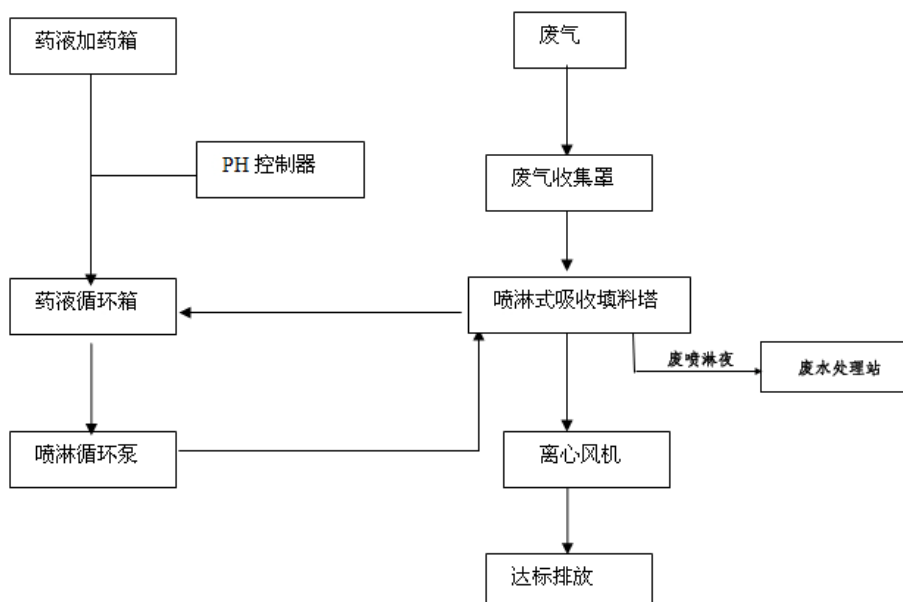 药液加药箱
废气
PH 控制器
废气收集罩
药液循环箱
喷淋式吸收填料塔
废喷淋夜
废水处理站
喷淋循环泵
离心风机
达标排放